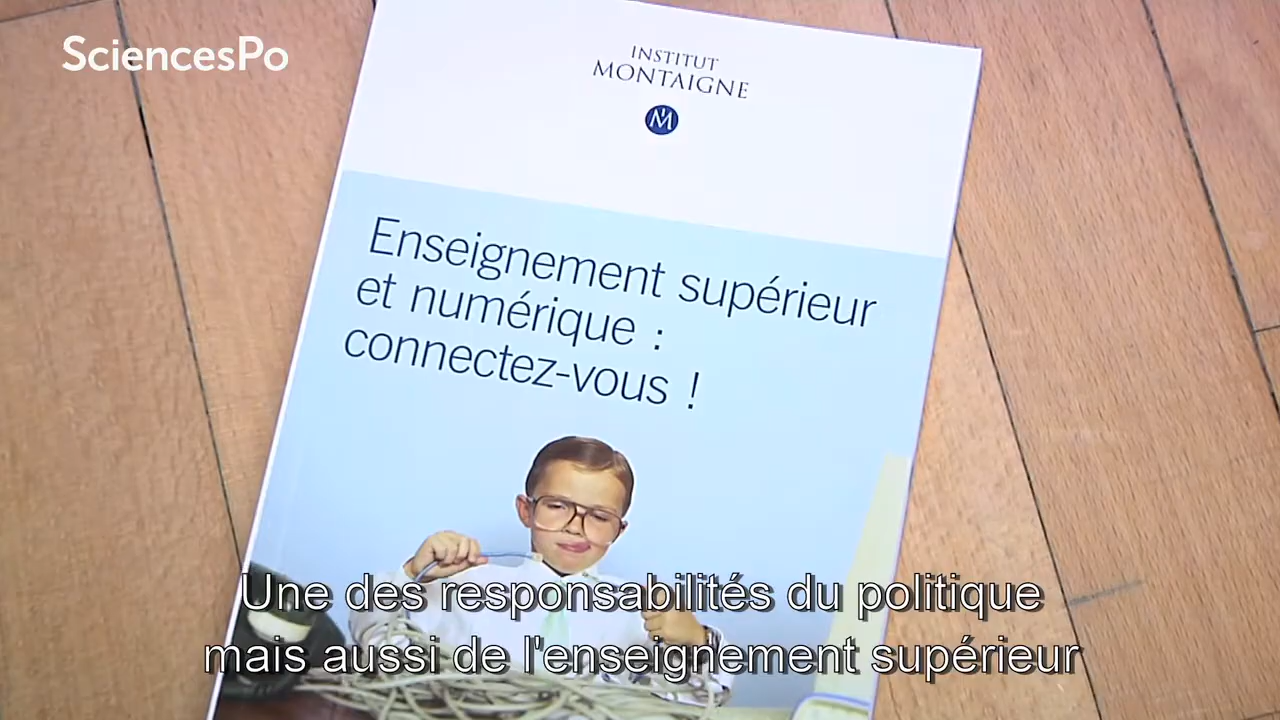 SciencesPo
INSTITUT
MONTAIGNE
M
Enseignement supérieur
et numérique :
connectez-vous !
Une des responsabilités du politique
mais aussi de l'enseignement supérieur